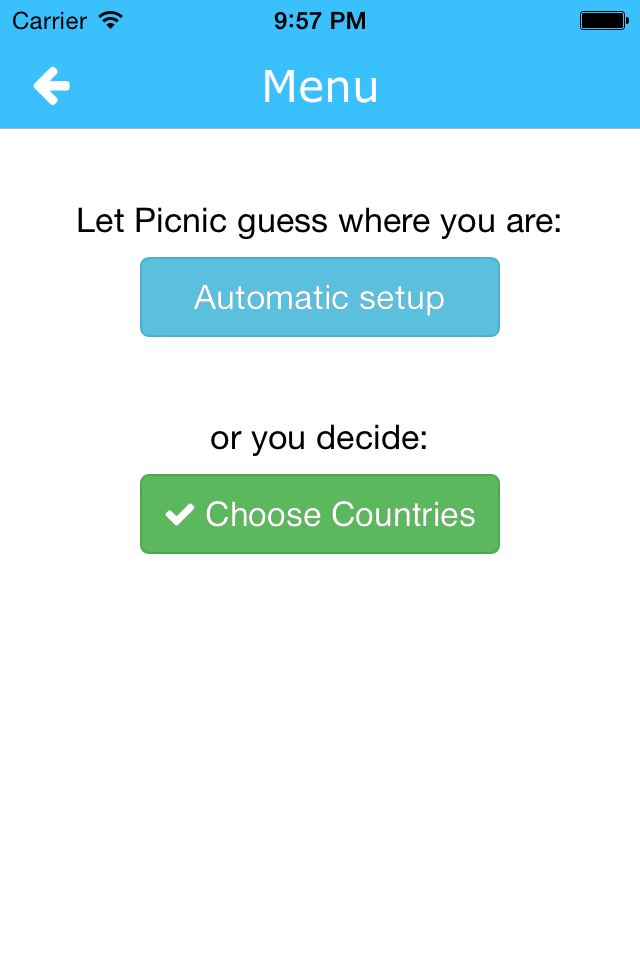 Carrier 9:57 PM
Menu
Let Picnic guess where you are:
Automatic setup
or you decide:
Choose Countries